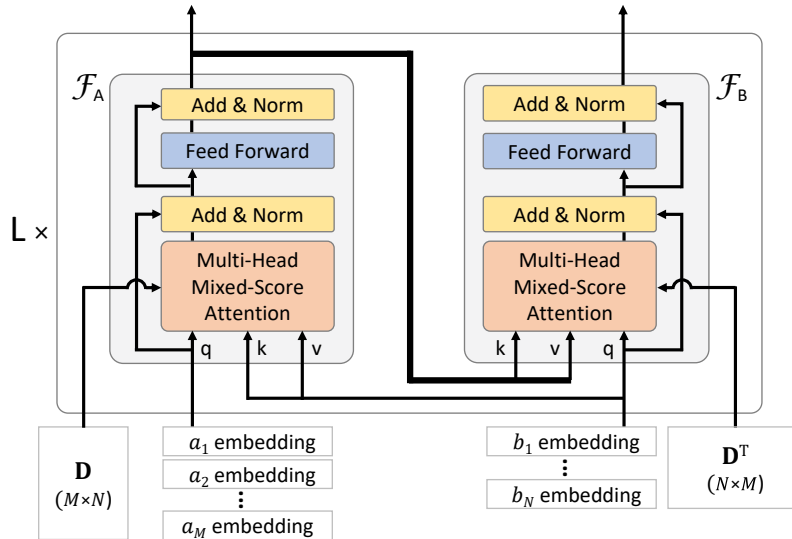 ℱA
Add & Norm
Feed Forward
Add & Norm
Multi-Head
Mixed-Score
Attention
q k v
L ×
ℱB
Add & Norm
Feed Forward
Add & Norm
Multi-Head
Mixed-Score
Attention
k v q
D
(M×N)
a1 embedding
a2 embedding
⋮
aM embedding
b1 embedding
⋮
bN embedding
DT
(N×M)